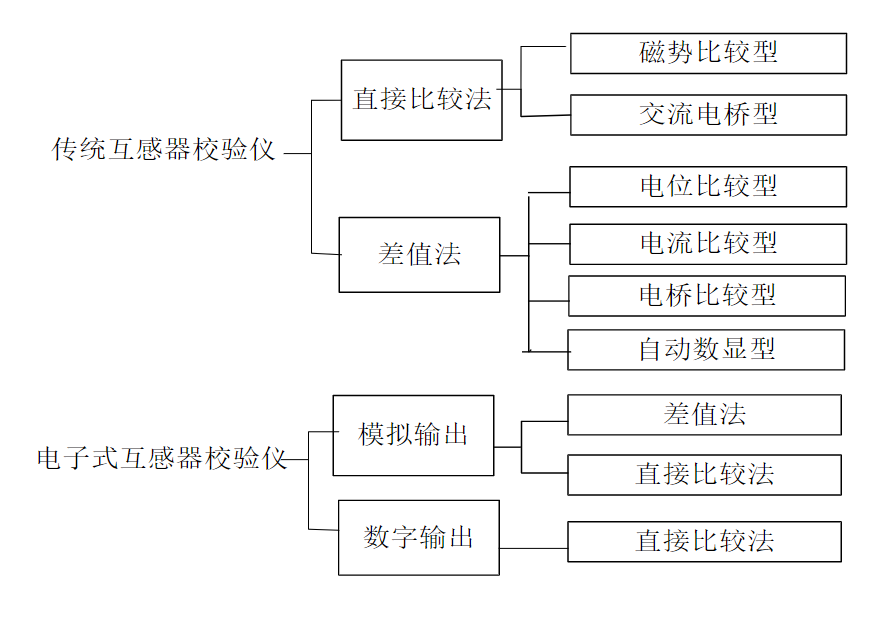 传统互感器校验仪
直接比较法
磁势比较型
交流电桥型
差值法
电位比较型
电流比较型
电桥比较型
自动数显型
电子式互感器校验仪
模拟输出
差值法
直接比较法
数字输出
直接比较法